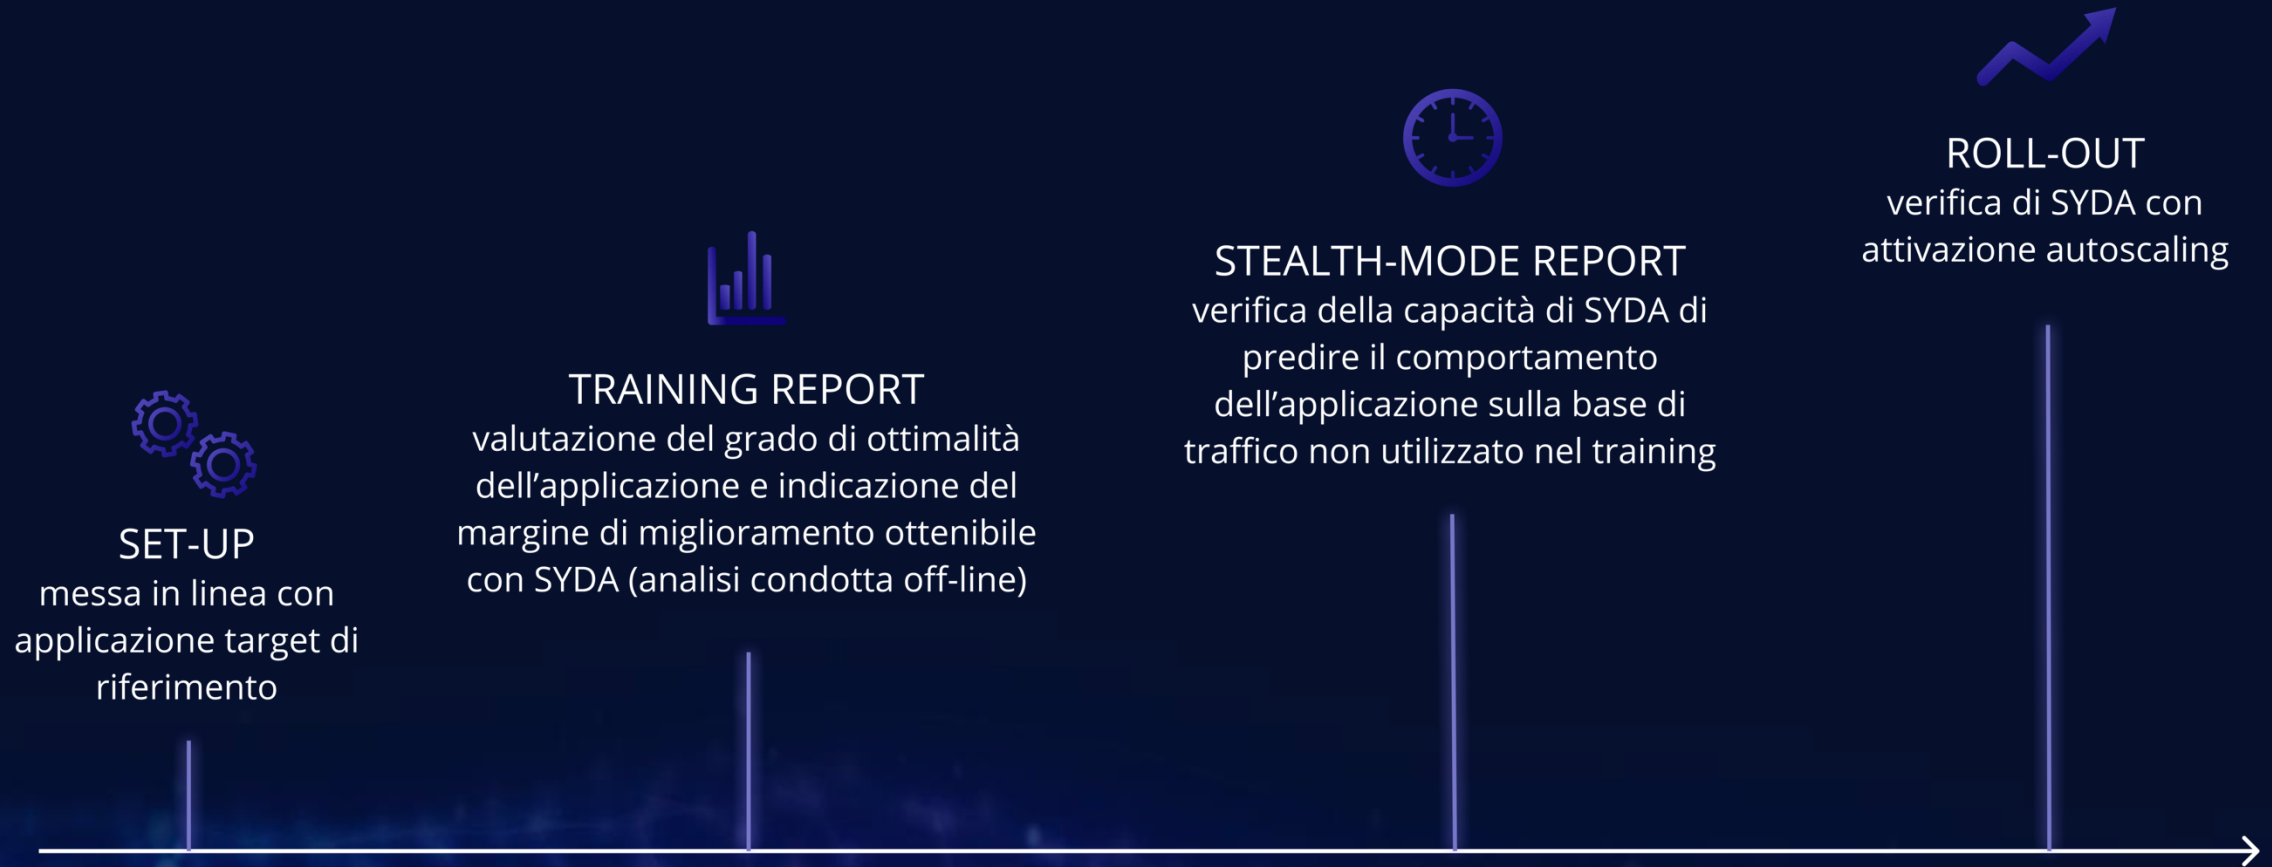 SET-UP
messa in linea con
applicazione target di
riferimento
TRAINING REPORT
valutazione del grado di ottimalità
dell’applicazione e indicazione del
margine di miglioramento ottenibile
con SYDA (analisi condotta off-line)
STEALTH-MODE REPORT
verifica della capacità di SYDA di
predire il comportamento
dell’applicazione sulla base di
traffico non utilizzato nel training
ROLL-OUT
verifica di SYDA con
attivazione autoscaling